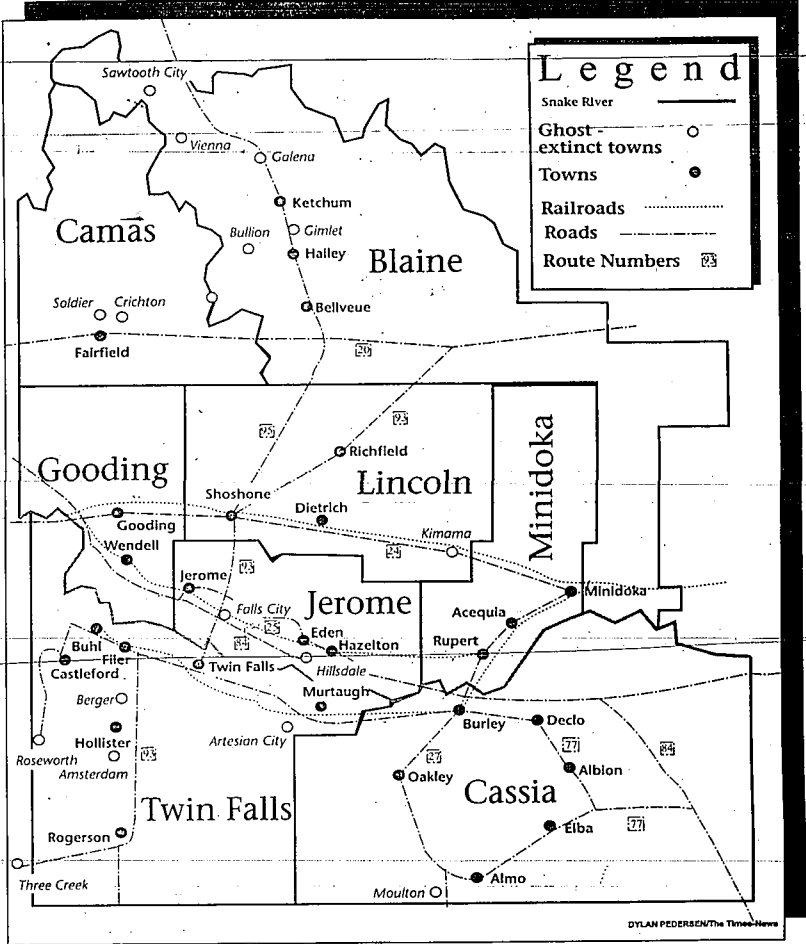 Legend
Snake River
Ghost -
extinct towns
Towns
Railroads
Roads
Route Numbers 93
Sawtooth City
Vienna
Galena
Ketchum
Camas
Bullion
Gimlet
Hailey
Blaine
Soldier
Crichton
Bellveue
Fairfield
20
93
93
Richfield
Gooding
Lincoln
Minidoka
Shoshone
Dietrich
Gooding
Kimama
Wendell
24
93
Jerome
Minidoka
Falls City
Jerome
Acequia
25
84
Eden
Hazelton
Rupert
Buhl
Filer
Twin Falls
Hillsdale
Castleford
Murtaugh
Berger
Burley
Declo
Hollister
Artesian City
Roseworth
93
27
77
84
Amsterdam
Oakley
Albion
Twin Falls
Cassia
Rogerson
Elba
77
Three Creek
Almo
Moulton
DYLAN PEDERSEN/The Times-News